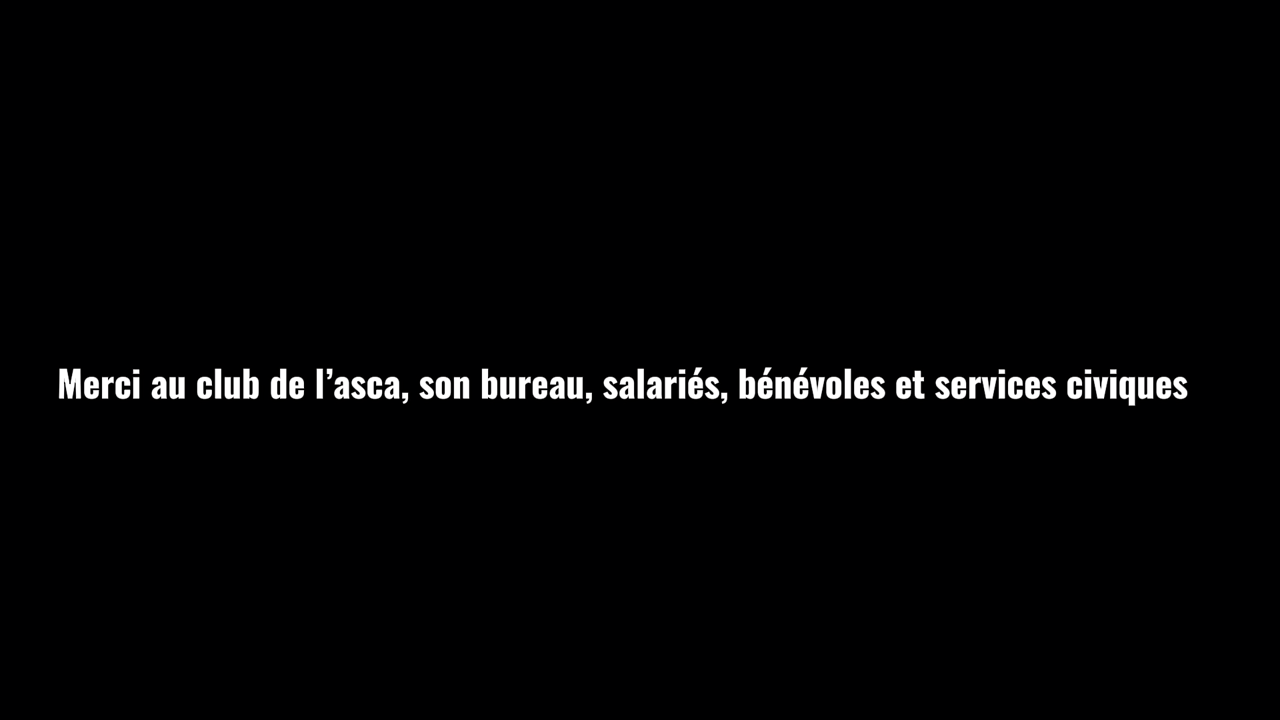 Merci au club de l’asca, son bureau, salariés, bénévoles et services civiques